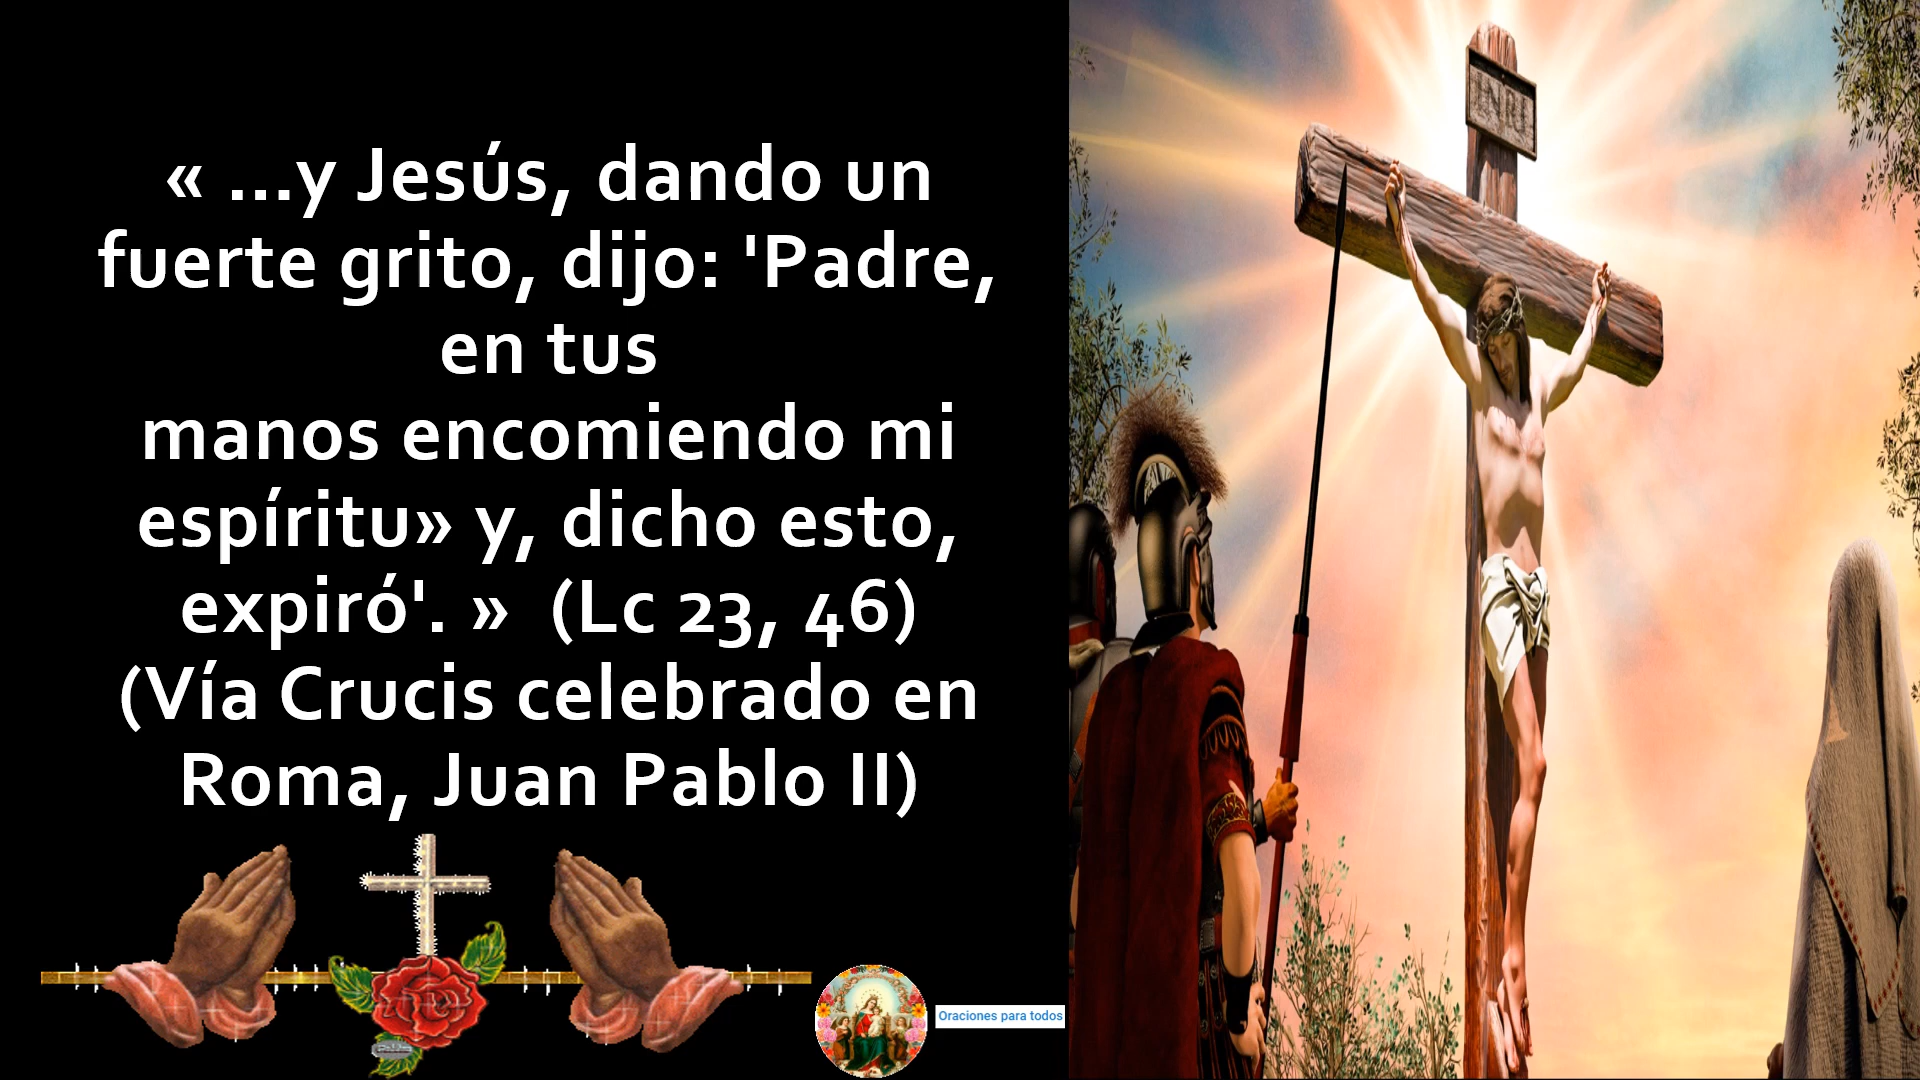 « ...y Jesús, dando un
fuerte grito, dijo: 'Padre,
en tus
manos encomiendo mi
espíritu» y, dicho esto,
expiró'. »  (Lc 23, 46)
(Vía Crucis celebrado en
Roma, Juan Pablo II)
Oraciones para todos
INRI